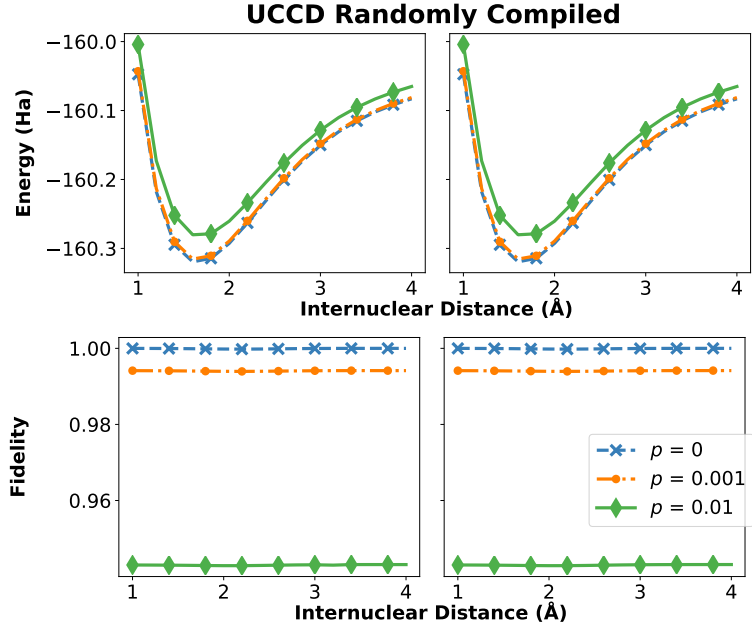 UCCD Randomly Compiled
Energy (Ha)
−160.0
−160.1
−160.2
−160.3
1 2 3 4
1 2 3 4
Internuclear Distance (Å)
Fidelity
1.00
0.98
0.96
p = 0
p = 0.001
p = 0.01
1 2 3 4
1 2 3 4
Internuclear Distance (Å)